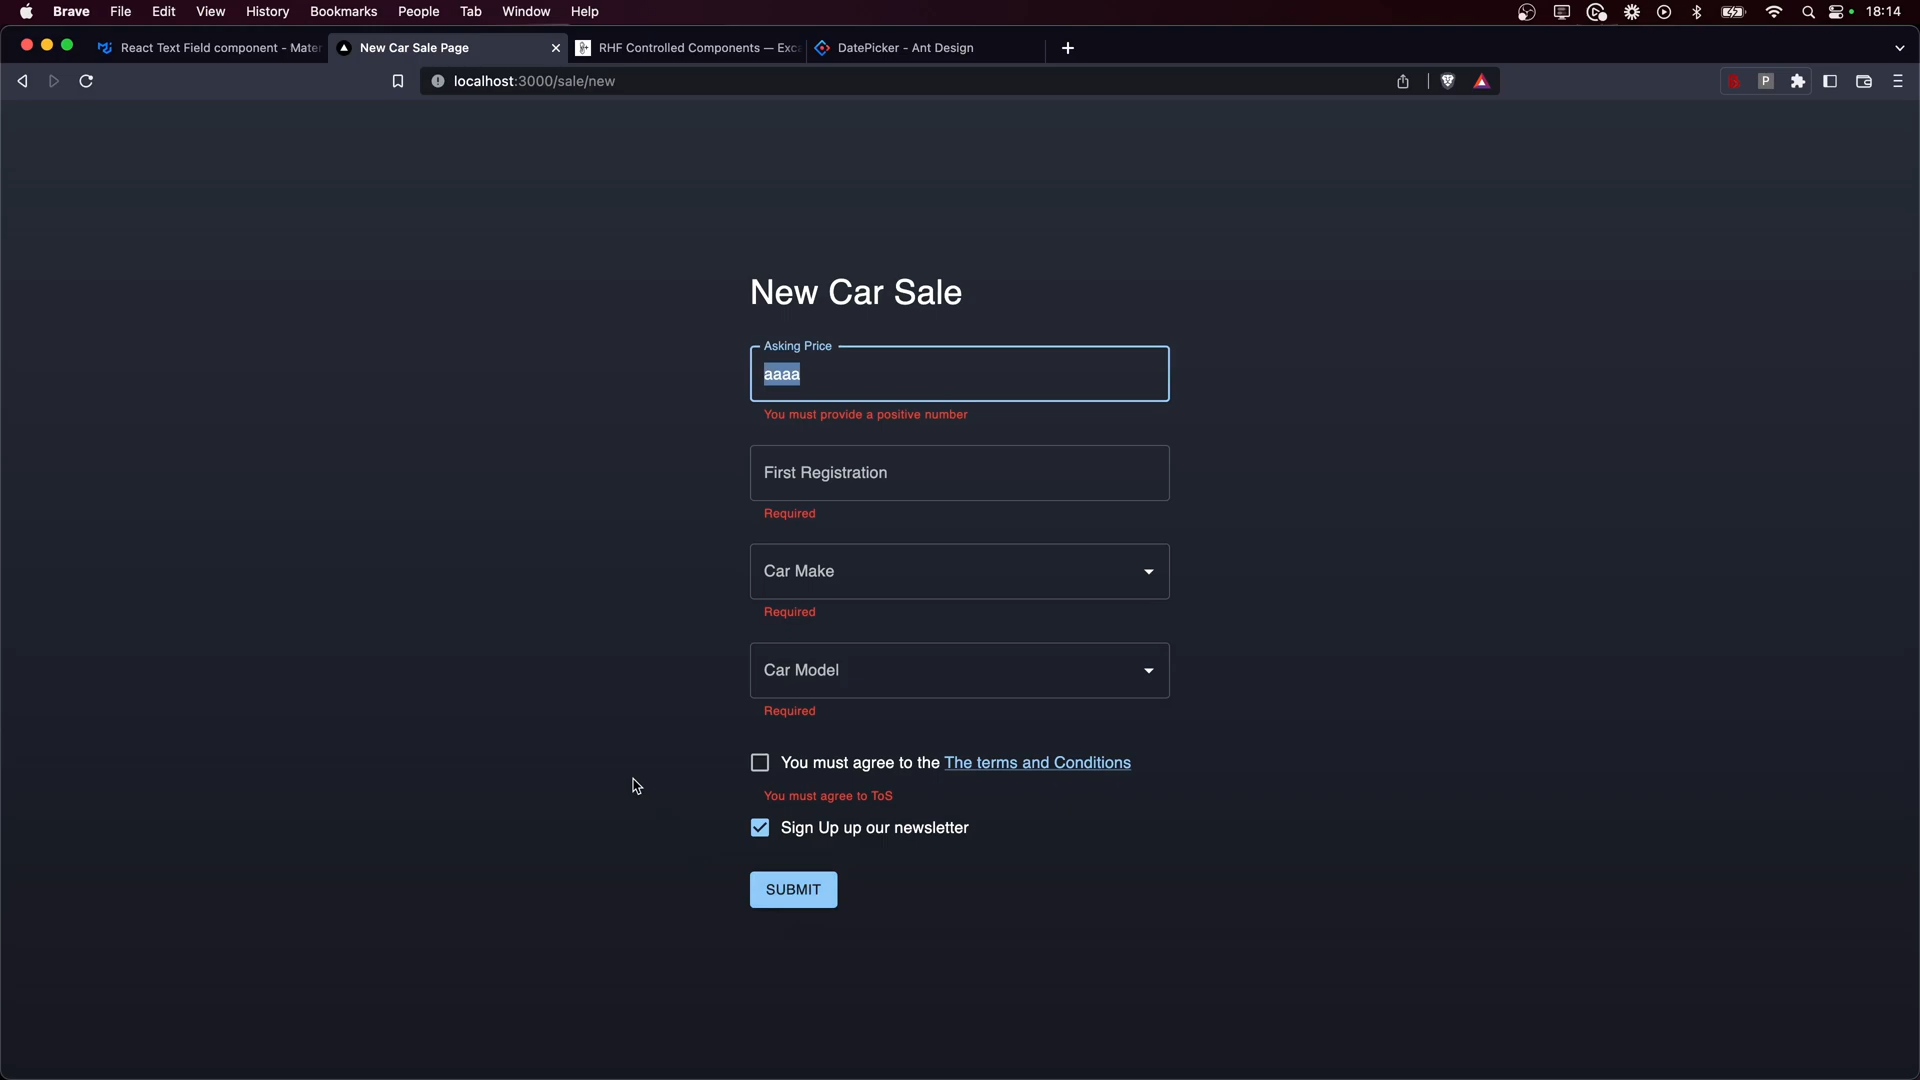 Brave File Edit View History Bookmarks People Tab Window Help 18:14
React Text Field component - Mater New Car Sale Page RHF Controlled Components — Exca DatePicker - Ant Design
localhost:3000/sale/new P
New Car Sale
Asking Price
aaaa
You must provide a positive number
First Registration
Required
Car Make
Required
Car Model
Required
You must agree to the The terms and Conditions
You must agree to ToS
Sign Up up our newsletter
SUBMIT